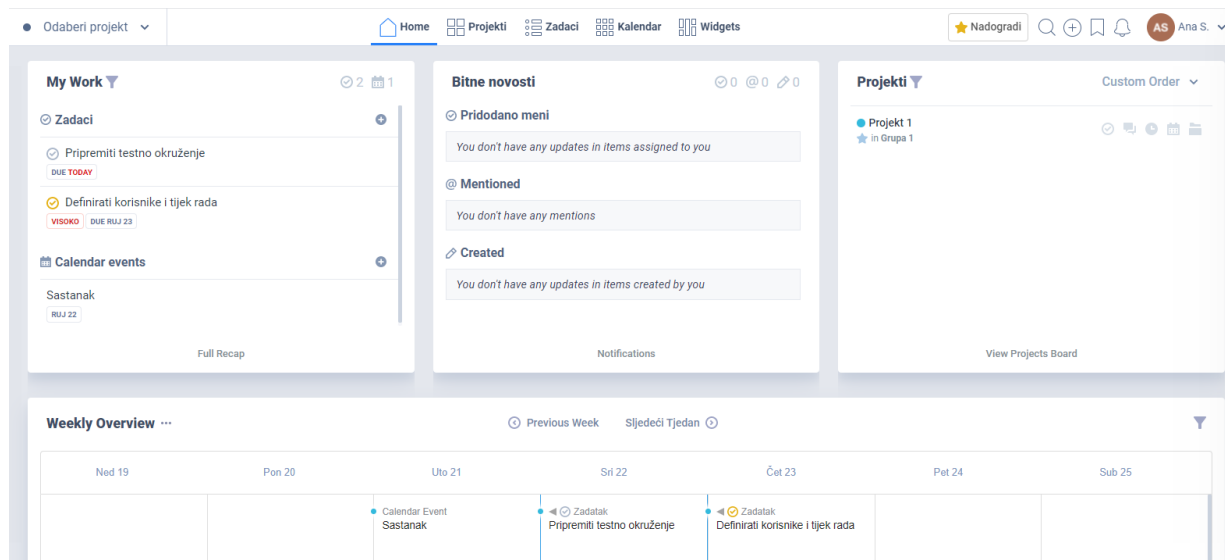 Odaberi projekt
Home
Projekti
Zadaci
Kalendar
Widgets
Nadogradi
AS
Ana S.
My Work
2
1
Zadaci
Pripremiti testno okruženje
DUE TODAY
Definirati korisnike i tijek rada
VISOKO DUE RUJ 23
Calendar events
Sastanak
RUJ 22
Full Recap
Bitne novosti
0 @ 0 0
Pridodano meni
You don't have any updates in items assigned to you
@ Mentioned
You don't have any mentions
Created
You don't have any updates in items created by you
Notifications
Projekti
Custom Order
Projekt 1
in Grupa 1
View Projects Board
Weekly Overview ···
Previous Week
Sljedeći Tjedan
Ned 19
Pon 20
Uto 21
Sri 22
Čet 23
Pet 24
Sub 25
Calendar Event
Sastanak
Zadatak
Pripremiti testno okruženje
Zadatak
Definirati korisnike i tijek rada